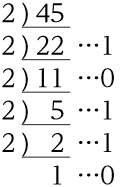 2 ) 45
2 ) 22 ···1
2 ) 11 ···0
2 ) 5 ···1
2 ) 2 ···1
1 ···0